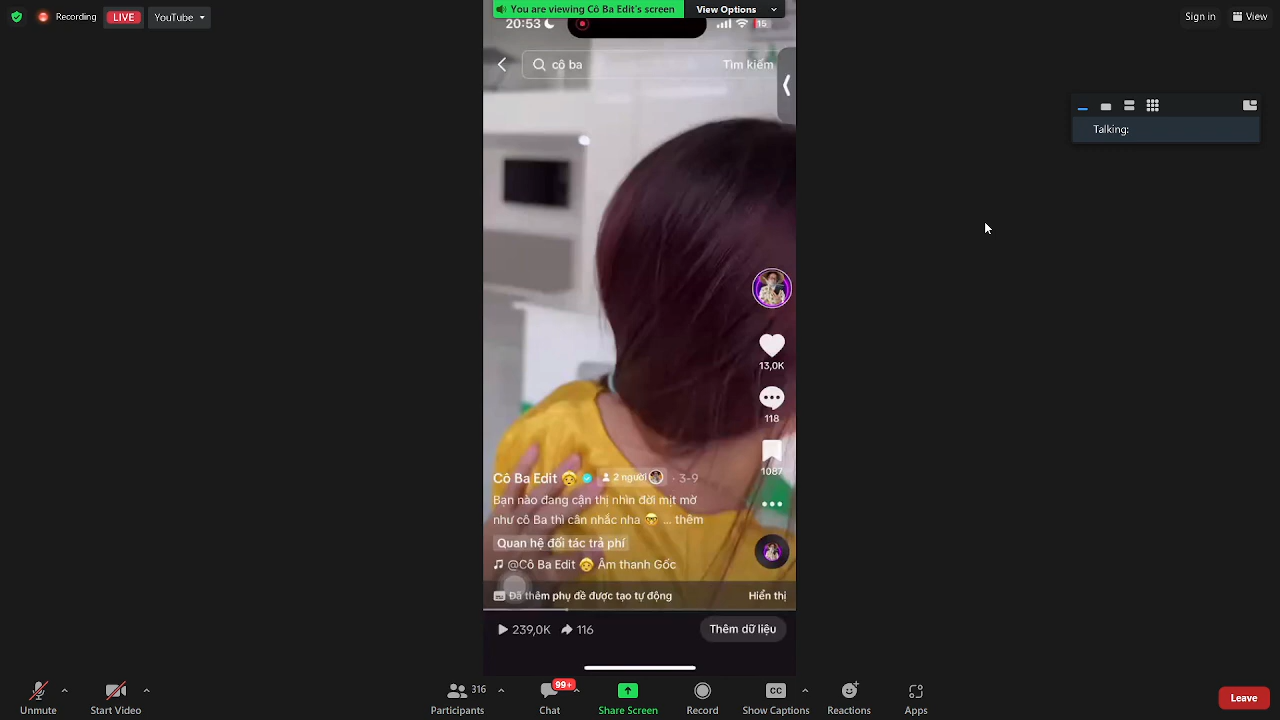 Recording
LIVE
YouTube
You are viewing Cô Ba Edit's screen
View Options
Sign in
View
20:53
15
cô ba
Tìm kiếm
Talking:
13,0K
118
1087
Cô Ba Edit
2 người
· 3-9
Bạn nào đang cận thị nhìn đời mịt mờ
như cô Ba thì cân nhắc nha 🤓 ... thêm
Quan hệ đối tác trả phí
@Cô Ba Edit 👵 Âm thanh Gốc
Đã thêm phụ đề được tạo tự động
Hiển thị
239,0K
116
Thêm dữ liệu
Unmute
Start Video
Participants
316
Chat
99+
Share Screen
Record
CC
Show Captions
Reactions
Apps
Leave